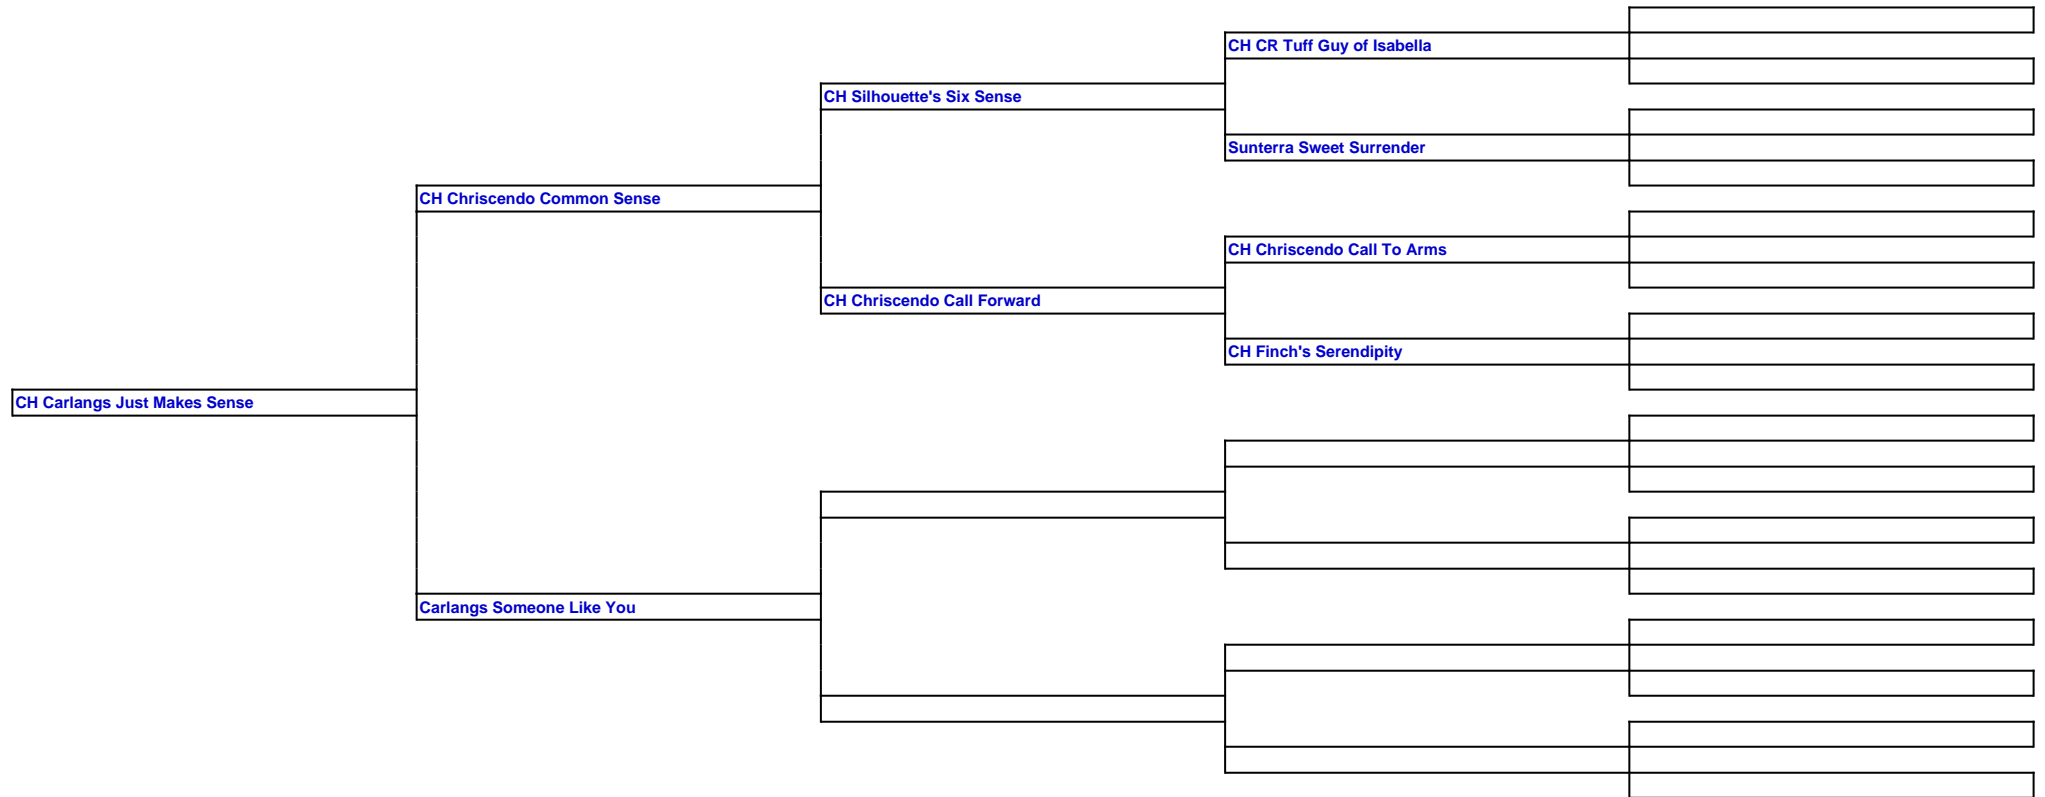 CH CR Tuff Guy of Isabella
CH Silhouette's Six Sense
Sunterra Sweet Surrender
CH Chriscendo Common Sense
CH Chriscendo Call To Arms
CH Chriscendo Call Forward
CH Finch's Serendipity
CH Carlangs Just Makes Sense
Carlangs Someone Like You